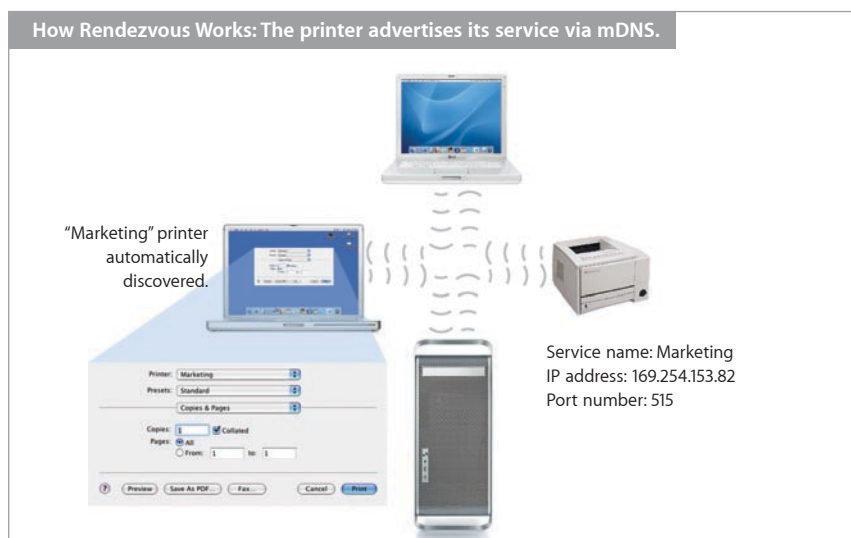 How Rendezvous Works: The printer advertises its service via mDNS.
“Marketing” printer
automatically
discovered.
Service name: Marketing
IP address: 169.254.153.82
Port number: 515
Printer: Marketing
Presets: Standard
Copies & Pages
Copies: 1 Collated
Pages: All
From: 1 to: 1
? Preview Save As PDF... Fax... Cancel Print